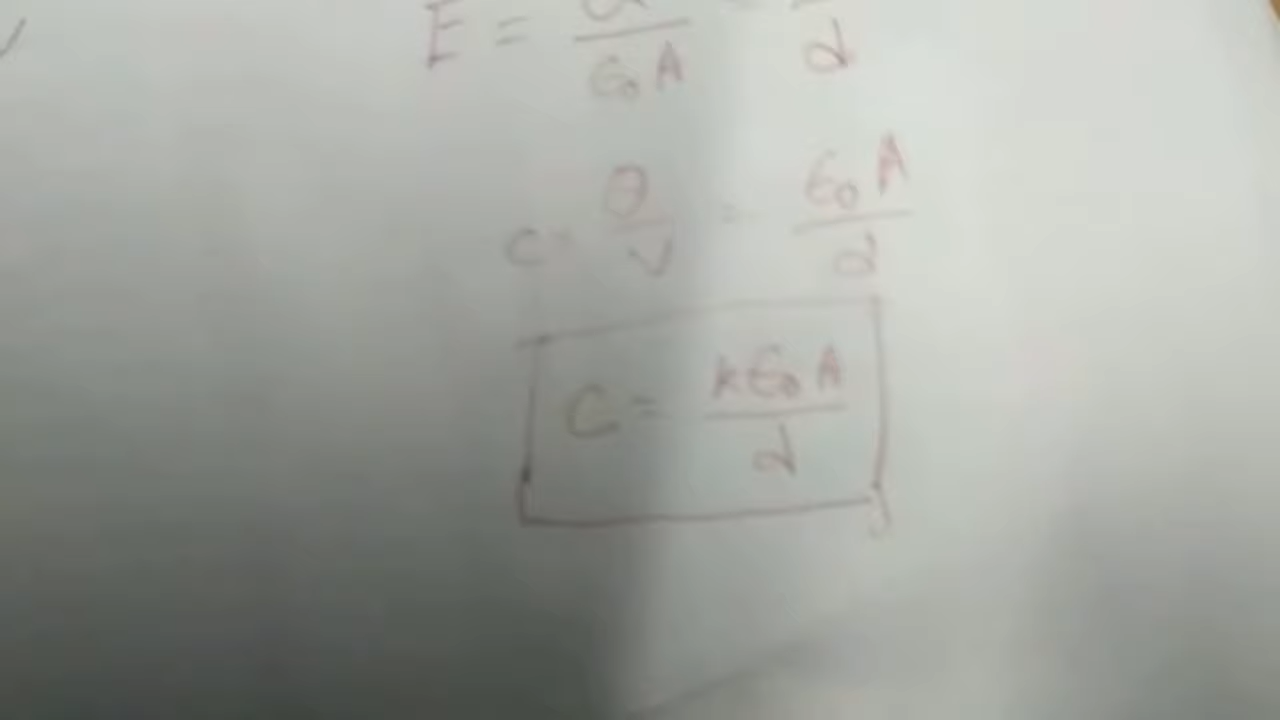 E = Q/ε₀A = V/d
C = Q/V = ε₀A/d
C = kε₀A/d